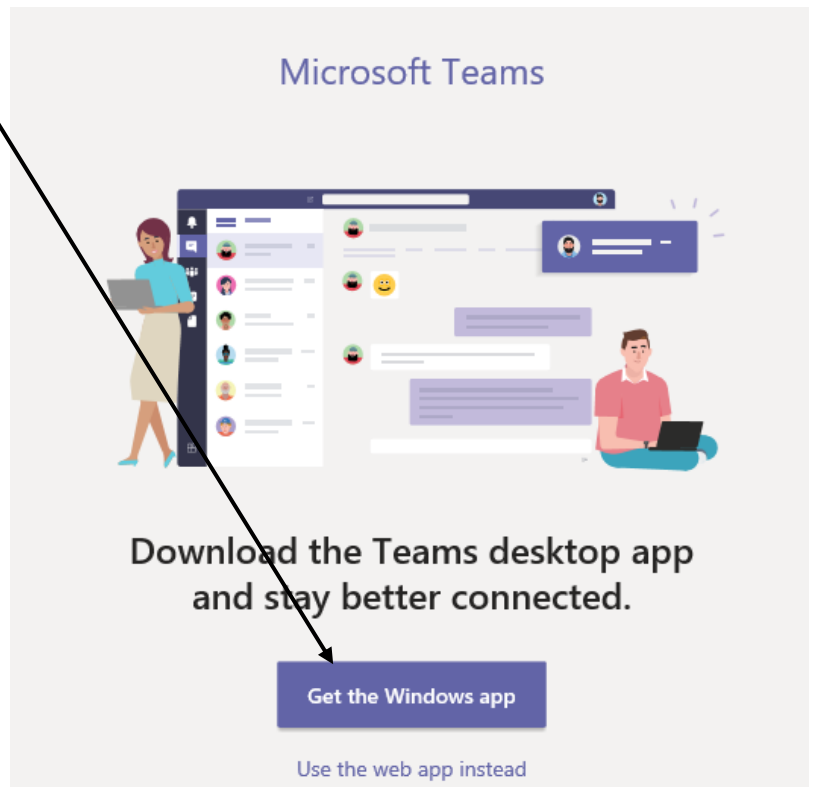 Microsoft Teams
Download the Teams desktop app
and stay better connected.
Get the Windows app
Use the web app instead